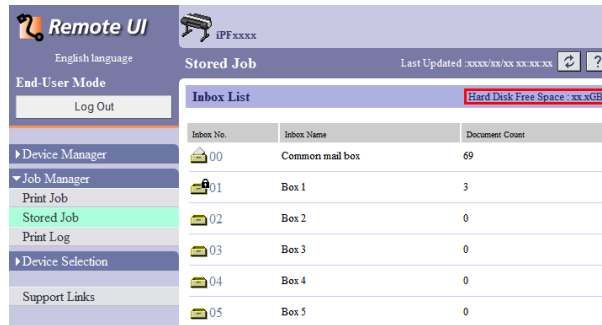 Remote UI
iPFxxxx
English language
Stored Job
Last Updated :xxxx/xx/xx xx:xx:xx
?
End-User Mode
Log Out
Inbox List
Hard Disk Free Space : xx.xGB
Inbox No.
Inbox Name
Document Count
Device Manager
Job Manager
Print Job
Stored Job
Print Log
Device Selection
Support Links
00 Common mail box 69
01 Box 1 3
02 Box 2 0
03 Box 3 0
04 Box 4 0
05 Box 5 0